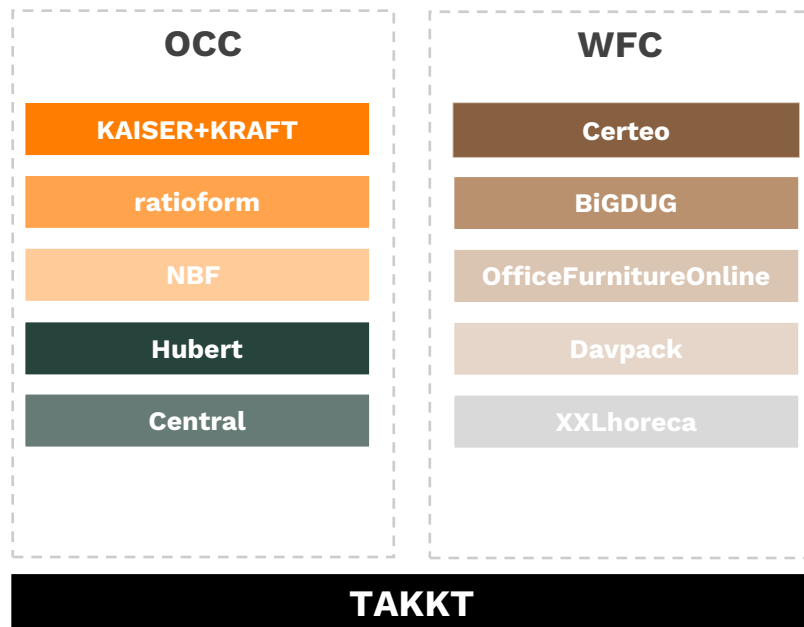 OCC
KAISER+KRAFT
ratioform
NBF
Hubert
Central
WFC
Certeo
BiGDUG
OfficeFurnitureOnline
Davpack
XXLhoreca
TAKKT